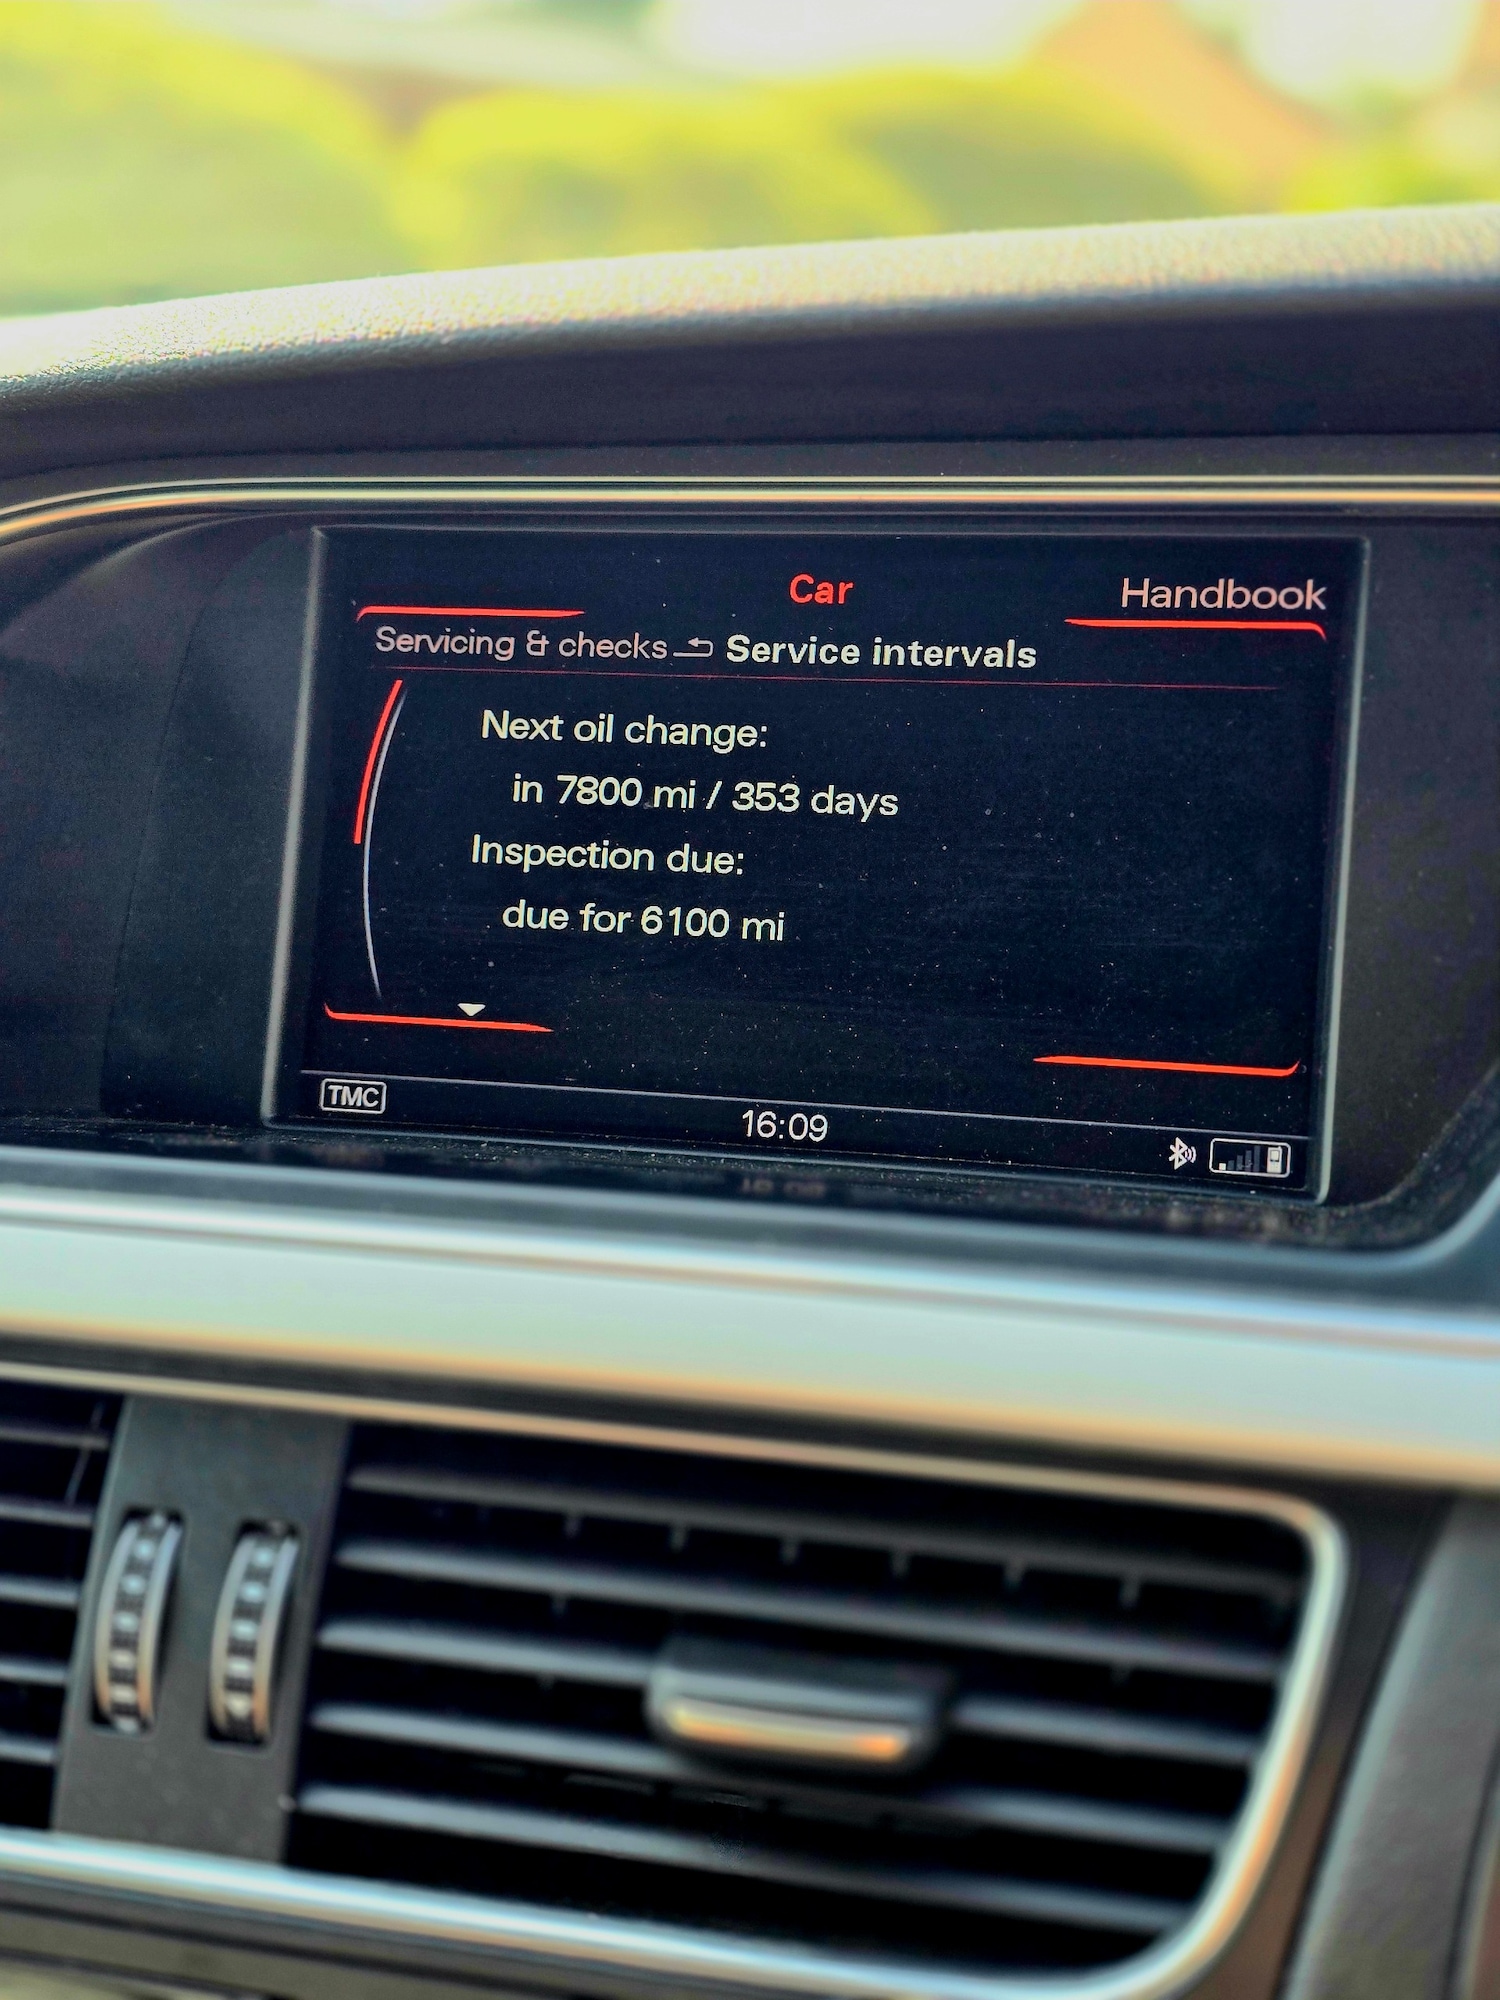 Car
Handbook
Servicing & checks Service intervals
Next oil change:
in 7800 mi / 353 days
Inspection due:
due for 6100 mi
TMC
16:09